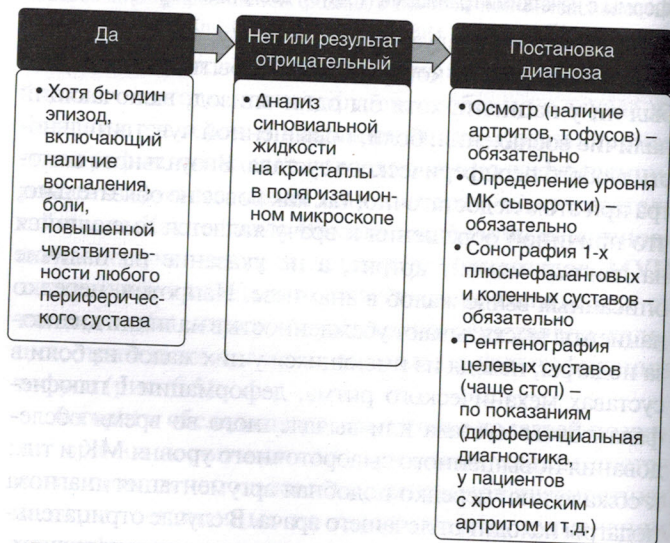 Да
• Хотя бы один
эпизод,
включающий
наличие
воспаления,
боли,
повышенной
чувствитель-
ности любого
перифериче-
ского сустава
Нет или результат
отрицательный
• Анализ
синовиальной
жидкости
на кристаллы
в поляризацион-
ном микроскопе
Постановка
диагноза
• Осмотр (наличие
артритов, тофусов) –
обязательно
• Определение уровня
МК сыворотки) –
обязательно
• Сонография 1-х
плюснефаланговых
и коленных суставов –
обязательно
• Рентгенография
целевых суставов
(чаще стоп) –
по показаниям
(дифференциальная
диагностика,
у пациентов
с хроническим
артритом и т.д.)